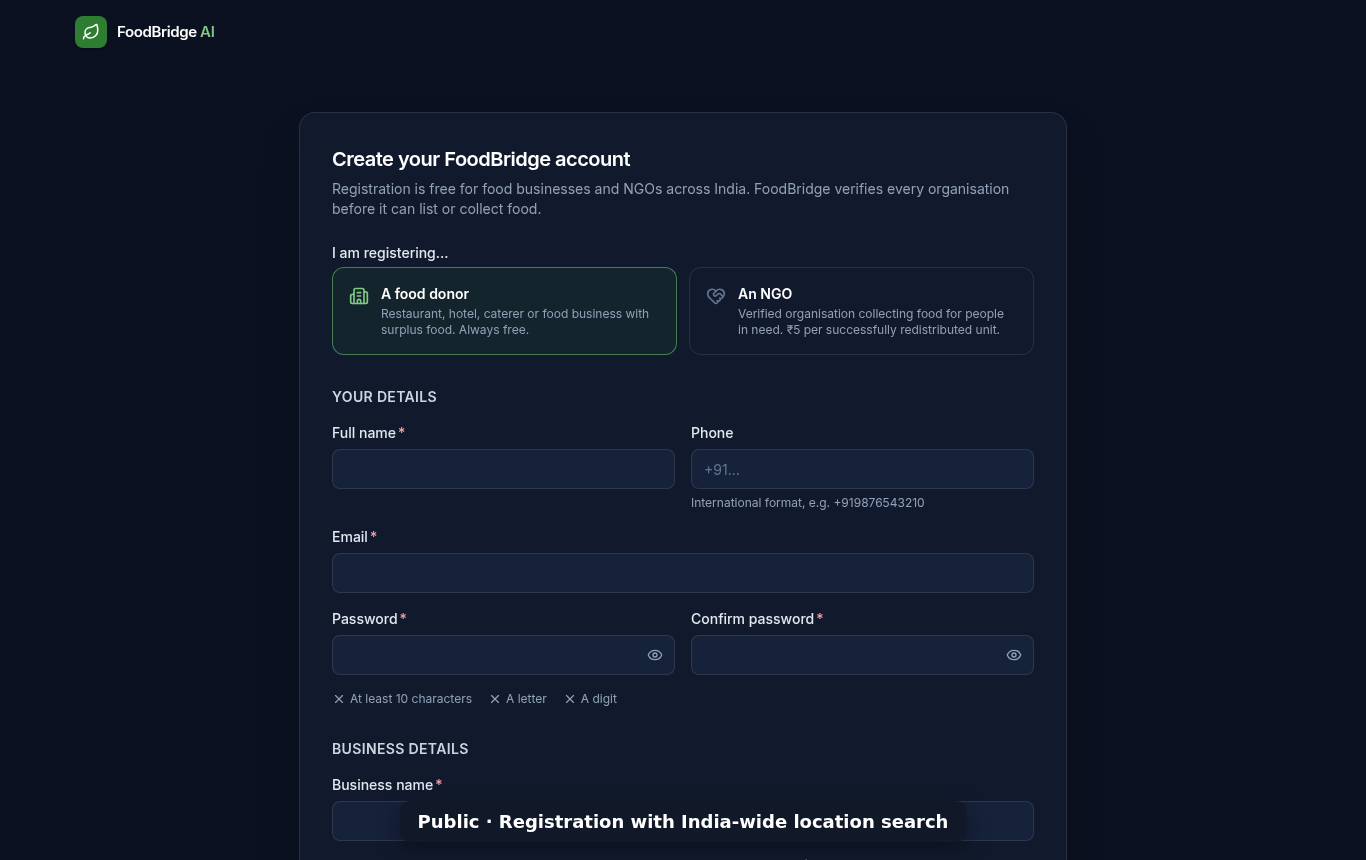 FoodBridge AI
Create your FoodBridge account
Registration is free for food businesses and NGOs across India. FoodBridge verifies every organisation
before it can list or collect food.
I am registering...
A food donor
Restaurant, hotel, caterer or food business with
surplus food. Always free.
An NGO
Verified organisation collecting food for people
in need. ₹5 per successfully redistributed unit.
YOUR DETAILS
Full name *
Phone
+91...
International format, e.g. +919876543210
Email *
Password *
Confirm password *
At least 10 characters
A letter
A digit
BUSINESS DETAILS
Business name *
Public · Registration with India-wide location search